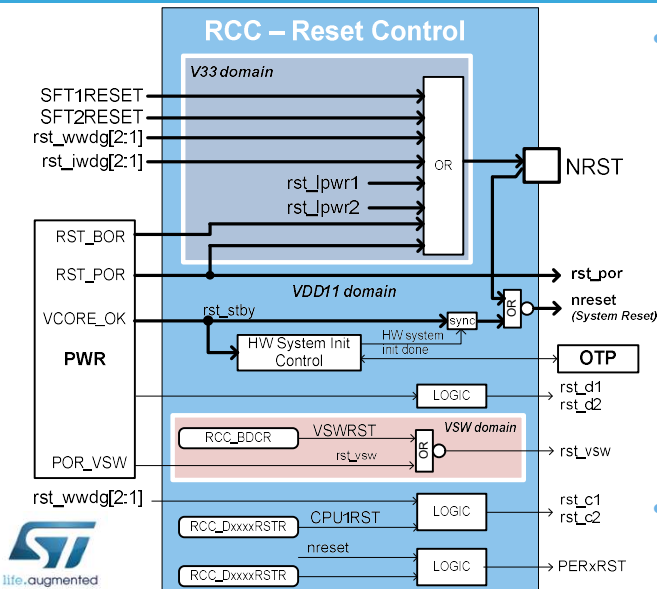 RCC – Reset Control
V33 domain
SFT1RESET
SFT2RESET
rst_wwdg[2:1]
rst_iwdg[2:1]
rst_lpwr1
rst_lpwr2
OR
NRST
RST_BOR
RST_POR
rst_por
VDD11 domain
nreset
(System Reset)
OR
VCORE_OK
rst_stby
sync
PWR
HW System Init
Control
HW system
init done
OTP
LOGIC
rst_d1
rst_d2
VSW domain
RCC_BDCR
VSWRST
OR
rst_vsw
POR_VSW
rst_vsw
rst_wwdg[2:1]
CPU1RST
RCC_DxxxxRSTR
LOGIC
rst_c1
rst_c2
nreset
RCC_DxxxxRSTR
LOGIC
PERxRST
ST
life.augmented